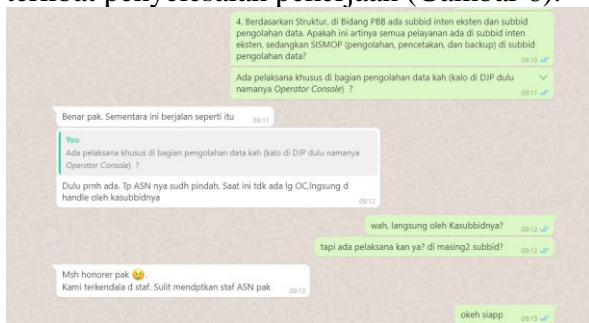 terlibat penyelesaian pekerjaan (Gambar 6).
4. Berdasarkan Struktur, di Bidang PBB ada subbid inten eksten dan subbid
pengolahan data. Apakah ini artinya semua pelayanan ada di subbid inten
eksten, sedangkan SISMOP (pengolahan, pencetakan, dan backup) di subbid
pengolahan data?
09:10
Ada pelaksana khusus di bagian pengolahan data kah (kalo di DJP dulu
namanya Operator Console) ?
09:11
Benar pak. Sementara ini berjalan seperti itu
09:11
You
Ada pelaksana khusus di bagian pengolahan data kah (kalo di DJP dulu namanya
Operator Console) ?
Dulu prnh ada. Tp ASN nya sudh pindah. Saat ini tdk ada lg OC,lngsung d
handle oleh kasubbidnya
09:12
wah, langsung oleh Kasubbidnya?
09:12
tapi ada pelaksana kan ya? di masing2 subbid?
09:12
Msh honorer pak 😢.
Kami terkendala d staf. Sulit mendptkan staf ASN pak
09:13
okeh siapp
09:15